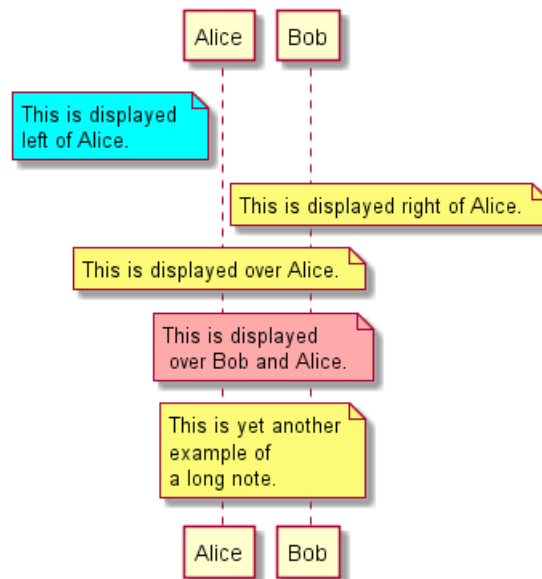 Alice Bob
This is displayed
left of Alice.
This is displayed right of Alice.
This is displayed over Alice.
This is displayed
over Bob and Alice.
This is yet another
example of
a long note.
Alice Bob